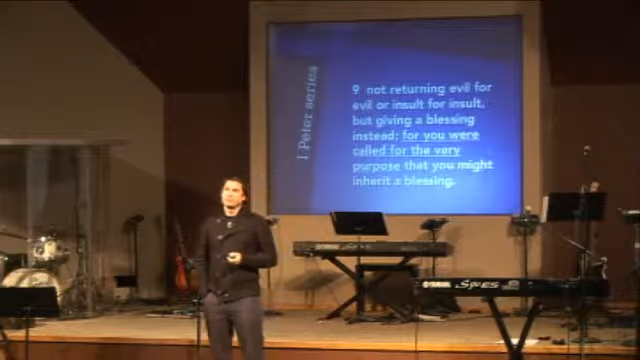 I Peter series
9 not returning evil for
evil or insult for insult,
but giving a blessing
instead; for you were
called for the very
purpose that you might
inherit a blessing.
YAMAHA